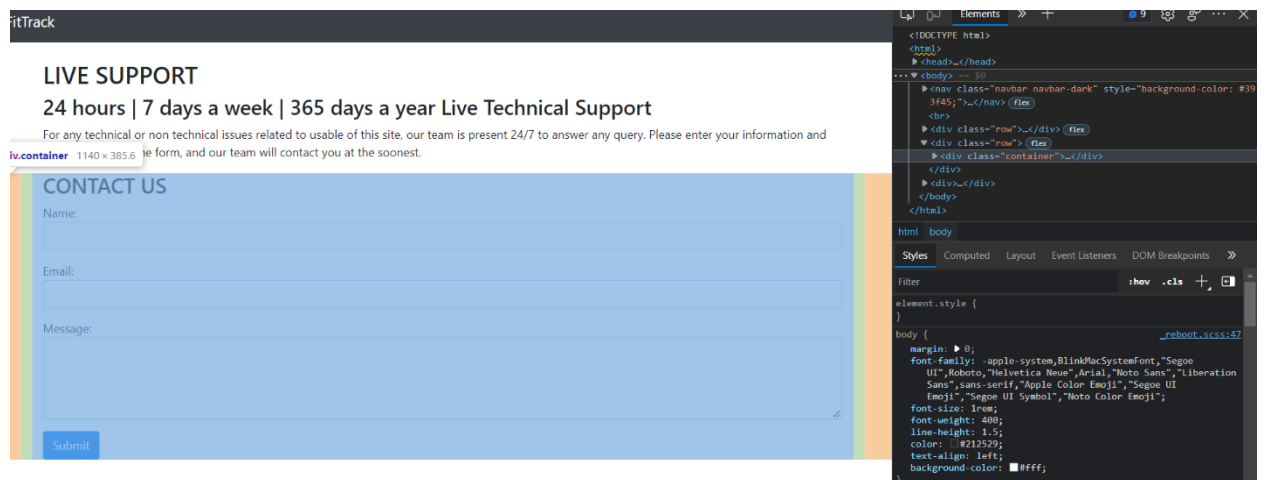 FitTrack
LIVE SUPPORT
24 hours | 7 days a week | 365 days a year Live Technical Support
For any technical or non technical issues related to usable of this site, our team is present 24/7 to answer any query. Please enter your information and
e form, and our team will contact you at the soonest.
iv.container 1140 × 385.6
CONTACT US
Name:
Email:
Message:
Submit
Elements » + 9 ··· ×
<!DOCTYPE html>
<html>
▶<head>…</head>
··· ▼<body> == $0
▶<nav class="navbar navbar-dark" style="background-color: #39
3f45;">…</nav> flex
<br>
▶<div class="row">…</div> flex
▼<div class="row"> flex
▶<div class="container">…</div>
</div>
▶<div>…</div>
</body>
</html>
html body
Styles Computed Layout Event Listeners DOM Breakpoints »
Filter :hov .cls +
element.style {
}
body { _reboot.scss:47
margin: ▶ 0;
font-family: -apple-system,BlinkMacSystemFont,"Segoe
UI",Roboto,"Helvetica Neue",Arial,"Noto Sans","Liberation
Sans",sans-serif,"Apple Color Emoji","Segoe UI
Emoji","Segoe UI Symbol","Noto Color Emoji";
font-size: 1rem;
font-weight: 400;
line-height: 1.5;
color: #212529;
text-align: left;
background-color: #fff;
}